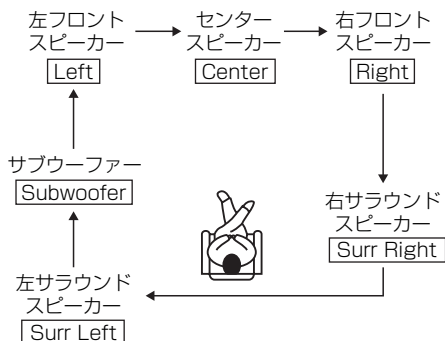 左フロント
スピーカー
Left
センター
スピーカー
Center
右フロント
スピーカー
Right
サブウーファー
Subwoofer
右サラウンド
スピーカー
Surr Right
左サラウンド
スピーカー
Surr Left